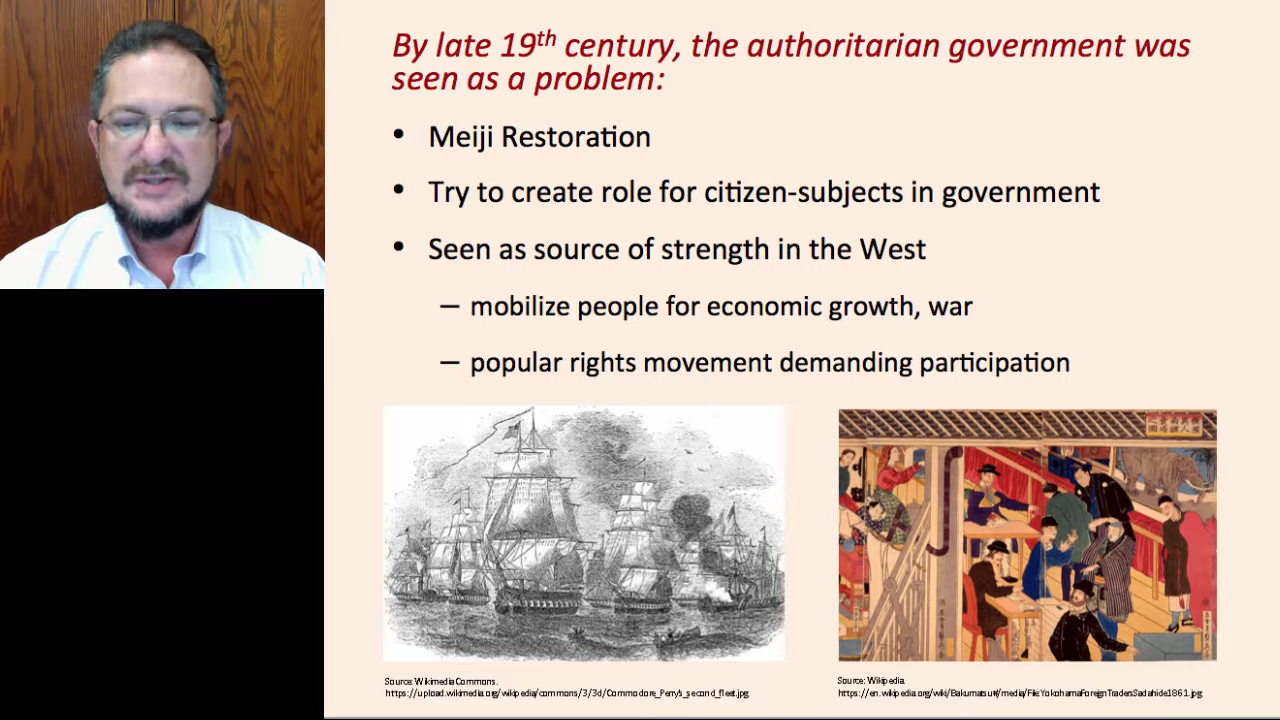 By late 19th century, the authoritarian government was
seen as a problem:
• Meiji Restoration
• Try to create role for citizen-subjects in government
• Seen as source of strength in the West
– mobilize people for economic growth, war
– popular rights movement demanding participation
Source: Wikimedia Commons.
https://upload.wikimedia.org/wikipedia/commons/3/3d/Commodore_Perry's_second_fleet.jpg
Source: Wikipedia.
https://en.wikipedia.org/wiki/Bakumatsu#/media/File:YokohamaForeignTradersSadahide1861.jpg